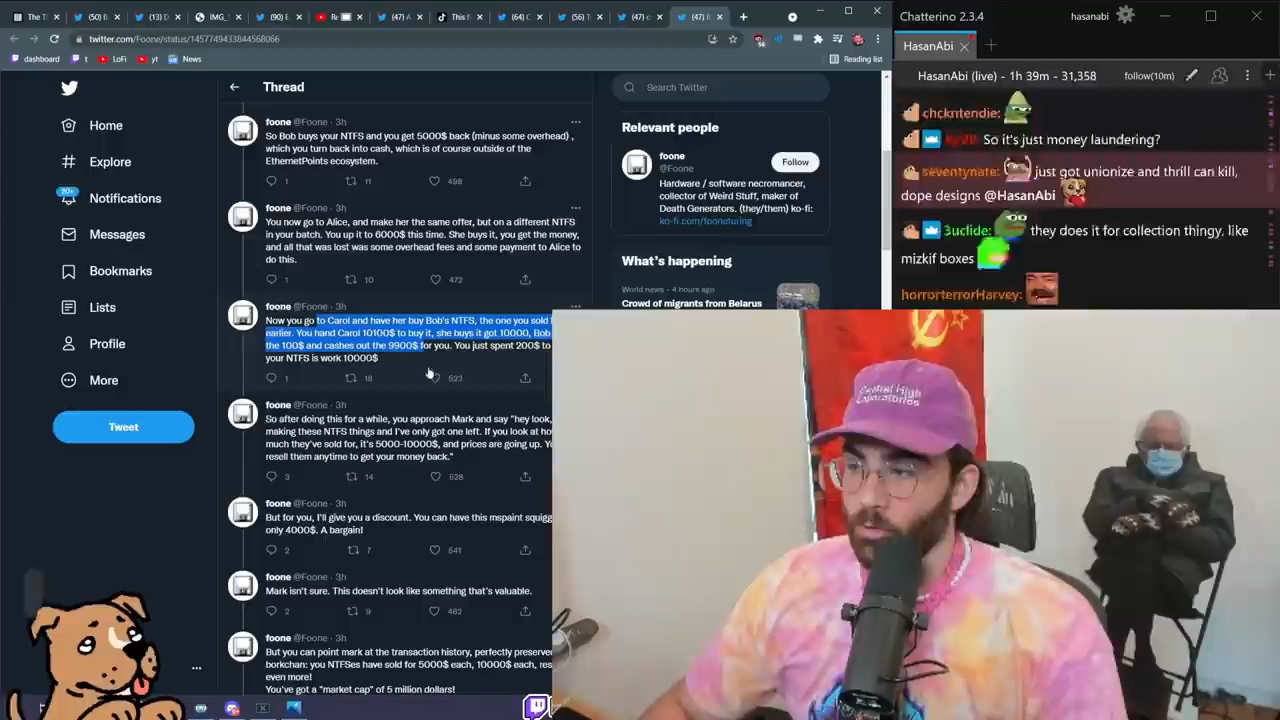 The T
(50) B
(13) D
IMG_
(90) E
Re
(47) A
This f
(64) C
(56) T
(47) c
(47) f
twitter.com/Foone/status/1457749433844568066
dashboard
t
LoFi
yt
News
Reading list
Thread
Search Twitter
Home
Explore
20+
Notifications
Messages
Bookmarks
Lists
Profile
More
Tweet
foone @Foone · 3h
So Bob buys your NTFS and you get 5000$ back (minus some overhead) ,
which you turn back into cash, which is of course outside of the
EthernetPoints ecosystem.
1
11
498
foone @Foone · 3h
You now go to Alice, and make her the same offer, but on a different NTFS
in your batch. You up it to 6000$ this time. She buys it, you get the money,
and all that was lost was some overhead fees and some payment to Alice to
do this.
1
10
472
foone @Foone · 3h
Now you go to Carol and have her buy Bob's NTFS, the one you sold
earlier. You hand Carol 10100$ to buy it, she buys it got 10000, Bob
the 100$ and cashes out the 9900$ for you. You just spent 200$ to
your NTFS is work 10000$
1
18
523
foone @Foone · 3h
So after doing this for a while, you approach Mark and say "hey look,
making these NTFS things and I've only got one left. If you look at ho
much they've sold for, it's 5000-10000$, and prices are going up. Yo
resell them anytime to get your money back."
3
14
528
foone @Foone · 3h
But for you, I'll give you a discount. You can have this mspaint squigg
only 4000$. A bargain!
2
7
541
foone @Foone · 3h
Mark isn't sure. This doesn't look like something that's valuable.
2
9
462
foone @Foone · 3h
But you can point mark at the transaction history, perfectly preserve
borkchan: you NTFSes have sold for 5000$ each, 10000$ each, res
even more!
You've got a "market cap" of 5 million dollars!
Relevant people
foone
@Foone
Follow
Hardware / software necromancer,
collector of Weird Stuff, maker of
Death Generators. (they/them) ko-fi:
ko-fi.com/fooneturing
What's happening
World news · 4 hours ago
Crowd of migrants from Belarus
Chatterino 2.3.4
hasanabi
HasanAbi
HasanAbi (live) - 1h 39m - 31,358
follow(10m)
chckntendie:
So it's just money laundering?
seventynate: just got unionize and thrill can kill,
dope designs @HasanAbi
3uclide: they does it for collection thingy, like
mizkif boxes
horrorterrorHarvey:
Central High
Laboratories